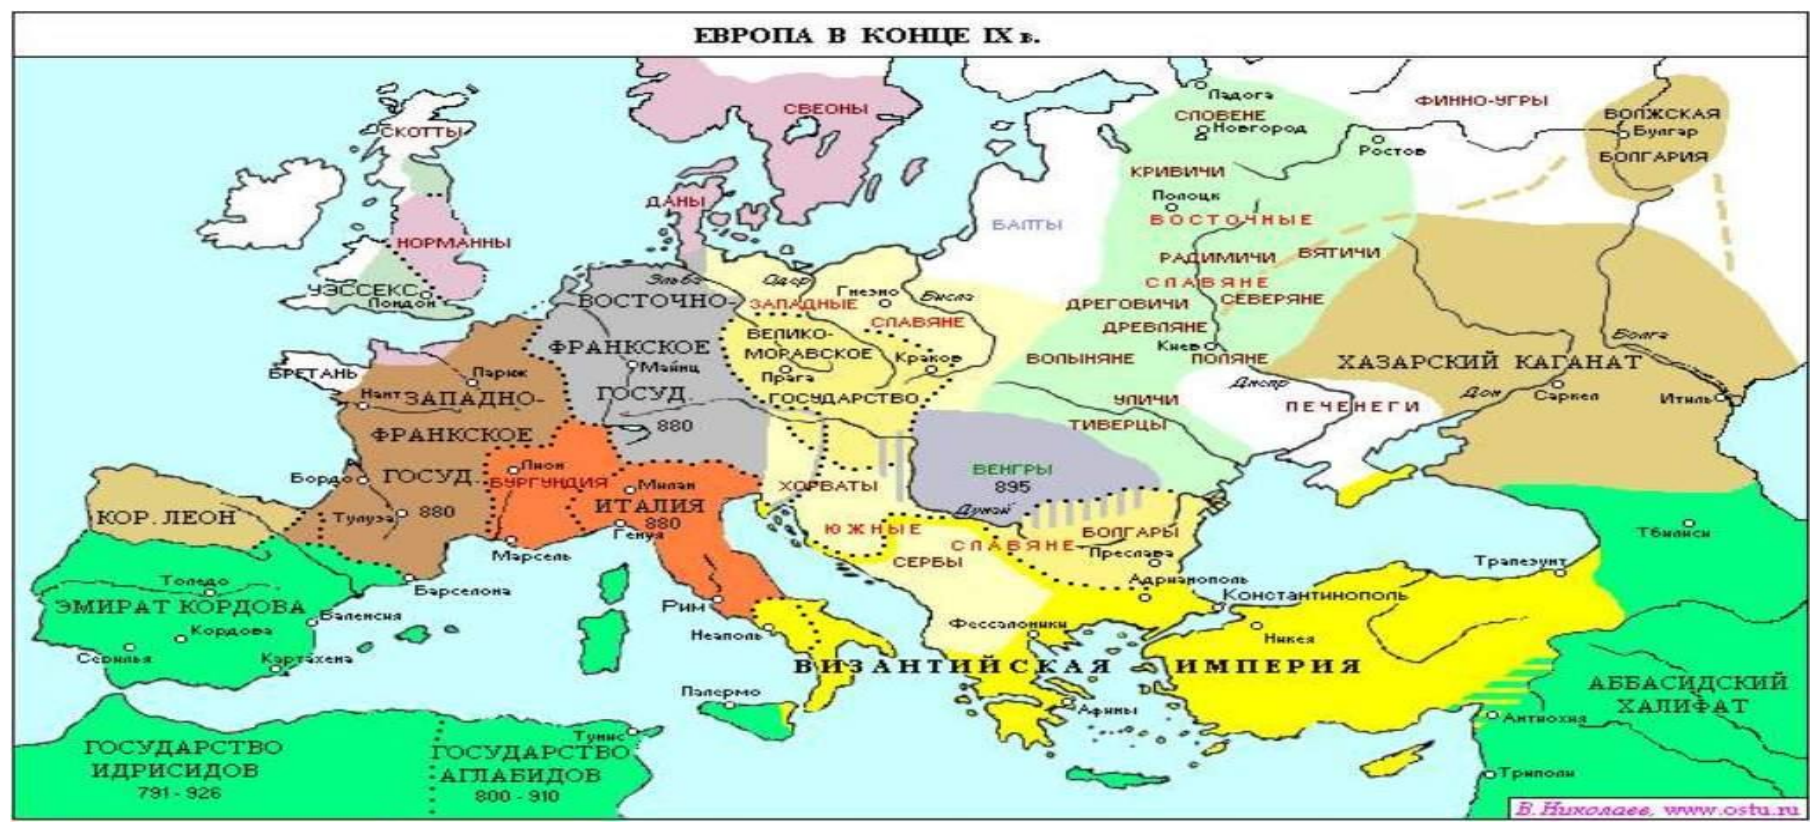 ЕВРОПА В КОНЦЕ IX в.
СВЕОНЫ
Ладога
СЛОВЕНЕ
Новгород
ФИННО-УГРЫ
ВОЛЖСКАЯ
Булгар
БОЛГАРИЯ
Ростов
СКОТТЫ
КРИВИЧИ
Полоцк
ДАНЫ
БАЛТЫ
ВОСТОЧНЫЕ
НОРМАННЫ
РАДИМИЧИ
ВЯТИЧИ
СЛАВЯНЕ
СЕВЕРЯНЕ
УЭССЕКС
Лондон
Эльба
Одер
Гнезно
Висла
ВОСТОЧНО-
ФРАНКСКОЕ
ГОСУД.
880
Майнц
ЗАПАДНЫЕ
СЛАВЯНЕ
ВЕЛИКО-
МОРАВСКОЕ
Прага
Краков
ГОСУДАРСТВО
ДРЕГОВИЧИ
ДРЕВЛЯНЕ
Киев
ВОЛЫНЯНЕ
ПОЛЯНЕ
Волга
ХАЗАРСКИЙ КАГАНАТ
Днепр
Дон
Саркел
Итиль
ПЕЧЕНЕГИ
УЛИЧИ
ТИВЕРЦЫ
БРЕТАНЬ
Париж
Нант
ЗАПАДНО-
ФРАНКСКОЕ
ГОСУД.
880
Бордо
Тулуза
Лион
БУРГУНДИЯ
Марсель
Милан
ИТАЛИЯ
880
Генуя
ХОРВАТЫ
ВЕНГРЫ
895
Дунай
ЮЖНЫЕ
СЛАВЯНЕ
БОЛГАРЫ
Преслава
СЕРБЫ
КОР. ЛЕОН
Толедо
ЭМИРАТ КОРДОВА
Кордова
Севилья
Картахена
Валенсия
Барселона
Рим
Неаполь
Адрианополь
Константинополь
Фессалоники
Никея
Трапезунт
Тбилиси
ВИЗАНТИЙСКАЯ ИМПЕРИЯ
Палермо
Афины
АББАСИДСКИЙ
ХАЛИФАТ
Антиохия
Триполи
Тунис
ГОСУДАРСТВО
ИДРИСИДОВ
791 - 926
ГОСУДАРСТВО
АГЛАБИДОВ
800 - 910
В. Николаев, www.ostu.ru